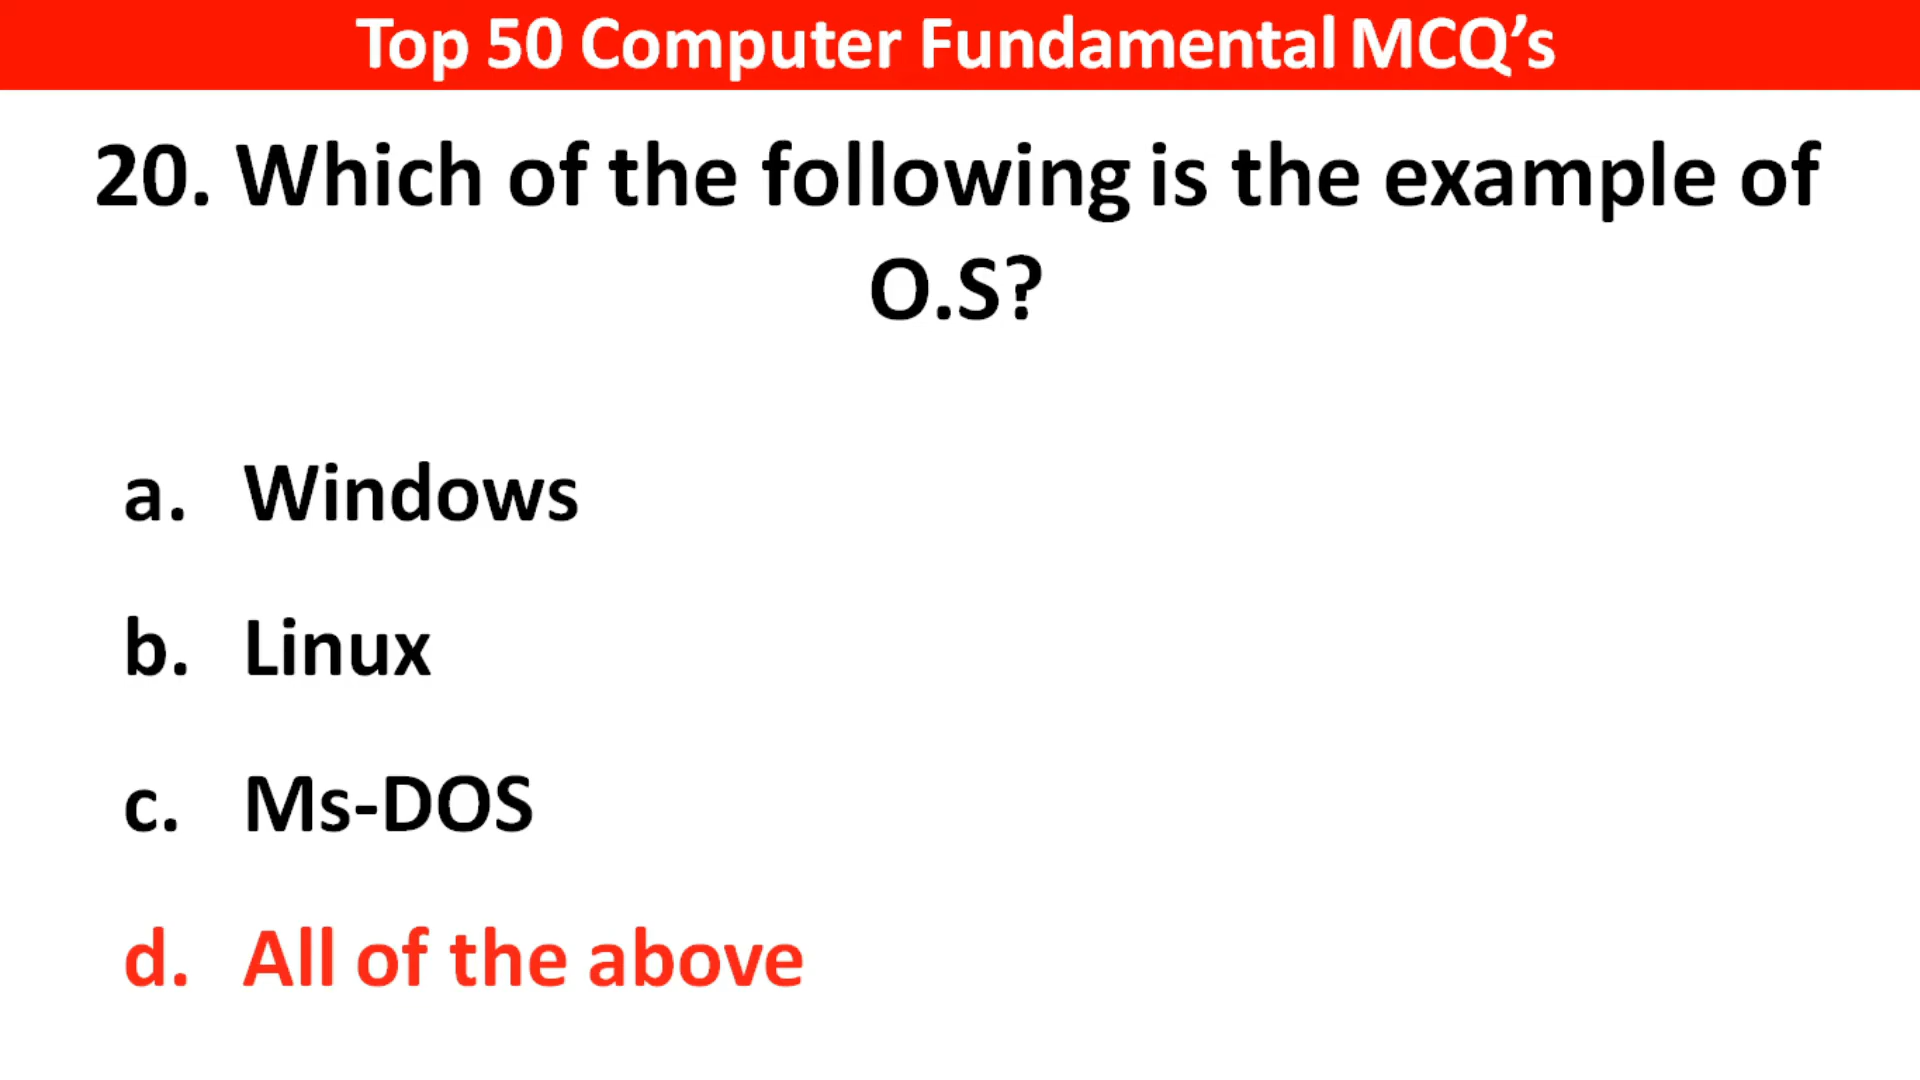 Top 50 Computer Fundamental MCQ’s
20. Which of the following is the example of
O.S?
a. Windows
b. Linux
c. Ms-DOS
d. All of the above